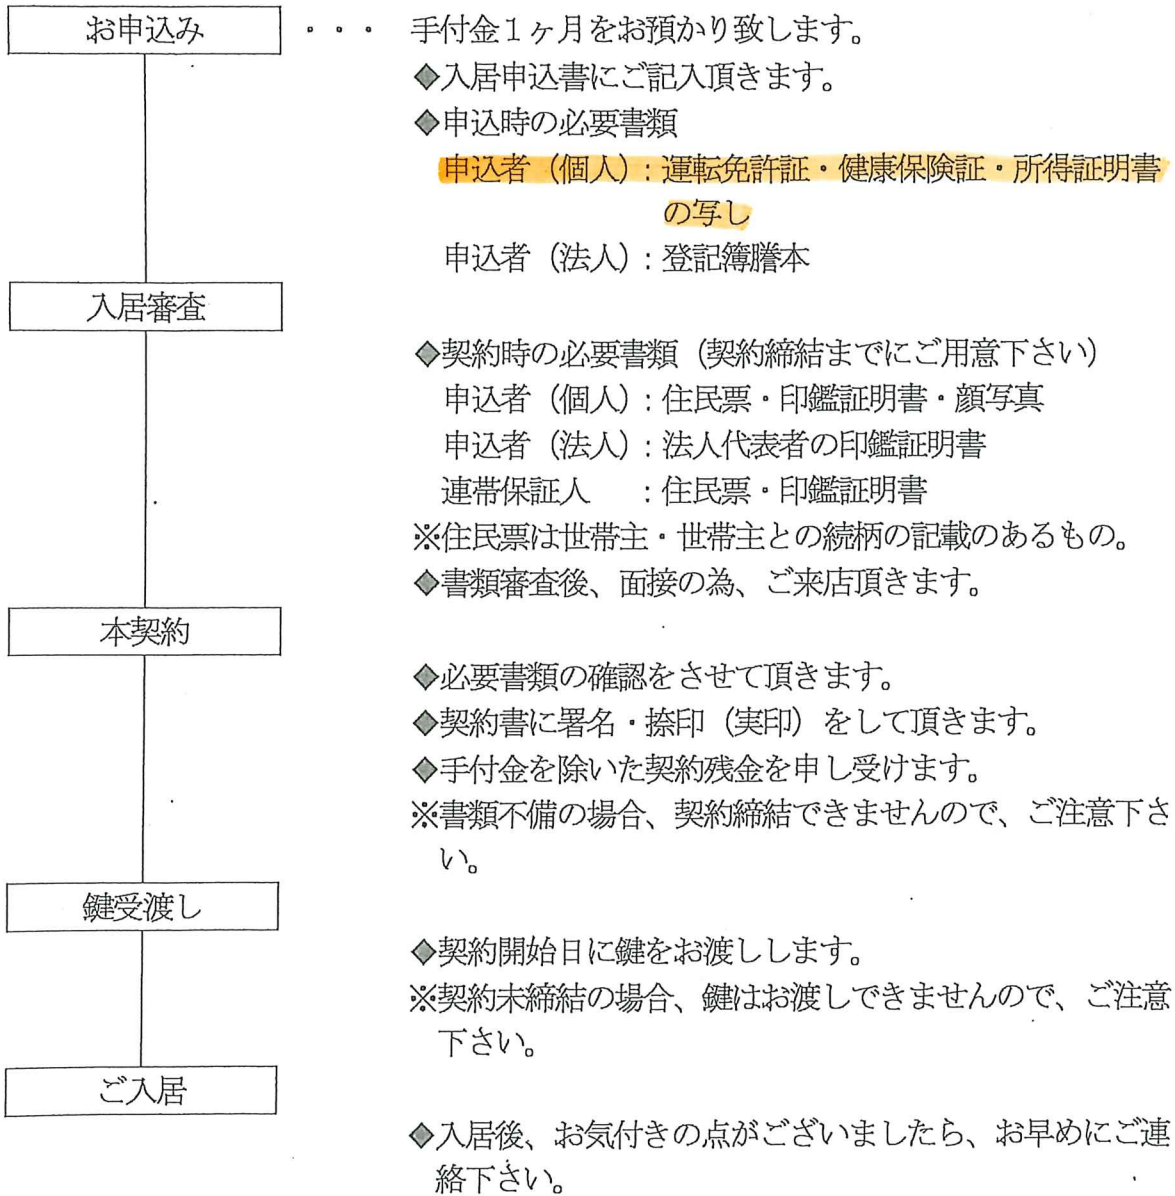 お申込み ・・・ 手付金１ヶ月をお預かり致します。
◆入居申込書にご記入頂きます。
◆申込時の必要書類
申込者（個人）：運転免許証・健康保険証・所得証明書
の写し
申込者（法人）：登記簿謄本
入居審査
◆契約時の必要書類（契約締結までにご用意下さい）
申込者（個人）：住民票・印鑑証明書・顔写真
申込者（法人）：法人代表者の印鑑証明書
連帯保証人　：住民票・印鑑証明書
※住民票は世帯主・世帯主との続柄の記載のあるもの。
◆書類審査後、面接の為、ご来店頂きます。
本契約
◆必要書類の確認をさせて頂きます。
◆契約書に署名・捺印（実印）をして頂きます。
◆手付金を除いた契約残金を申し受けます。
※書類不備の場合、契約締結できませんので、ご注意下さ
い。
鍵受渡し
◆契約開始日に鍵をお渡しします。
※契約未締結の場合、鍵はお渡しできませんので、ご注意
下さい。
ご入居
◆入居後、お気付きの点がございましたら、お早めにご連
絡下さい。